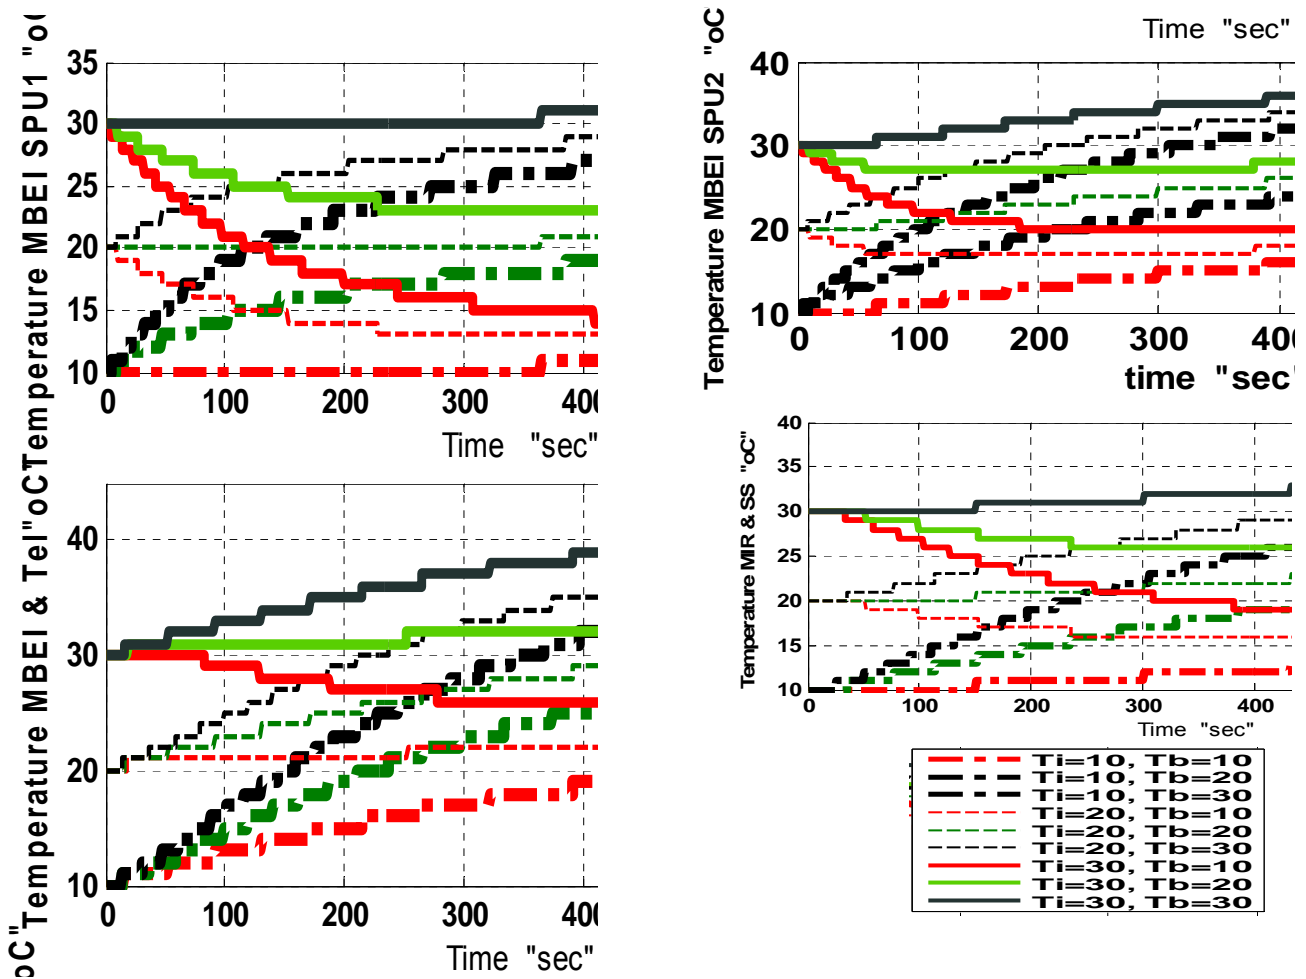 Temperature MBEI SPU1 "o
35
30
25
20
15
10
0 100 200 300 40
Time "sec"
Time "sec"
Temperature MBEI SPU2 "oC
40
30
20
10
0 100 200 300 40
time "sec"
Temperature MBEI & Tel"oC"
40
30
20
10
0 100 200 300 40
Time "sec"
oC"
Temperature MIR & SS "oC"
40
35
30
25
20
15
10
0 100 200 300 400
Time "sec"
Ti=10, Tb=10
Ti=10, Tb=20
Ti=10, Tb=30
Ti=20, Tb=10
Ti=20, Tb=20
Ti=20, Tb=30
Ti=30, Tb=10
Ti=30, Tb=20
Ti=30, Tb=30